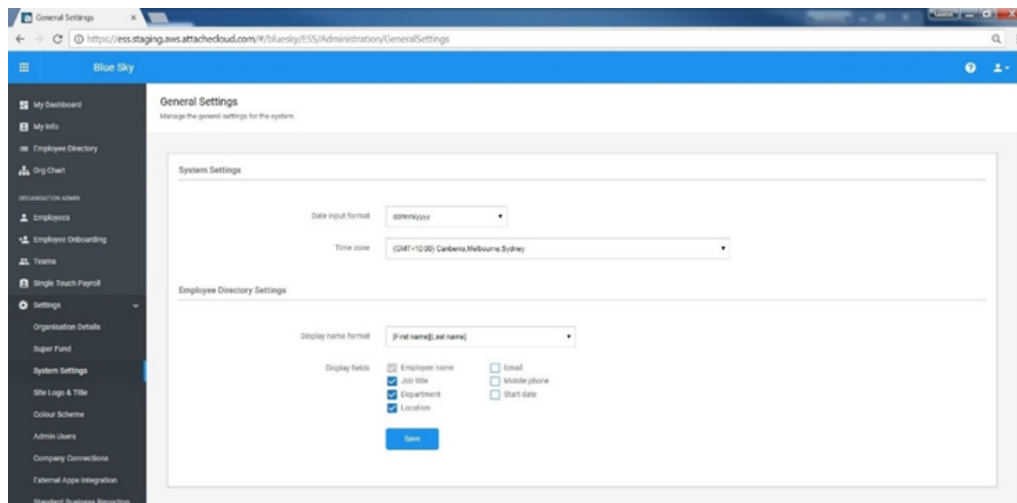 General Settings
https://ess.staging.aws.attachecloud.com/#/bluesky/ESS/Administration/GeneralSettings
Blue Sky
My Dashboard
My Info
Employee Directory
Org Chart
ORGANISATION ADMIN
Employees
Employee Onboarding
Teams
Single Touch Payroll
Settings
Organisation Details
Super Fund
System Settings
Site Logo & Title
Colour Scheme
Admin Users
Company Connections
External Apps Integration
Standard Business Reporting
General Settings
Manage the general settings for the system.
System Settings
Date input format dd/mm/yyyy
Time zone (GMT+10:00) Canberra,Melbourne,Sydney
Employee Directory Settings
Display name format [First name][Last name]
Display fields Employee name Email
Job title Mobile phone
Department Start date
Location
Save